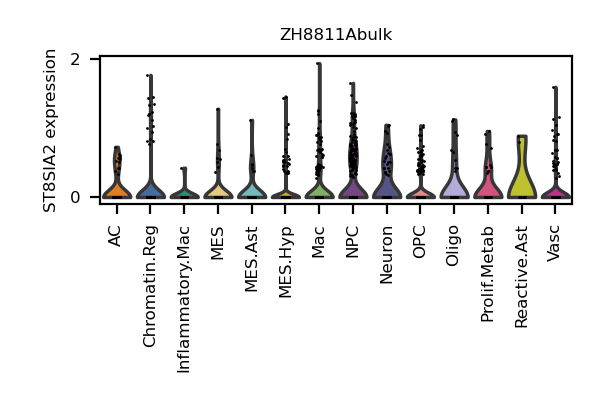 ZH8811Abulk
ST8SIA2 expression
2
0
AC
Chromatin.Reg
Inflammatory.Mac
MES
MES.Ast
MES.Hyp
Mac
NPC
Neuron
OPC
Oligo
Prolif.Metab
Reactive.Ast
Vasc